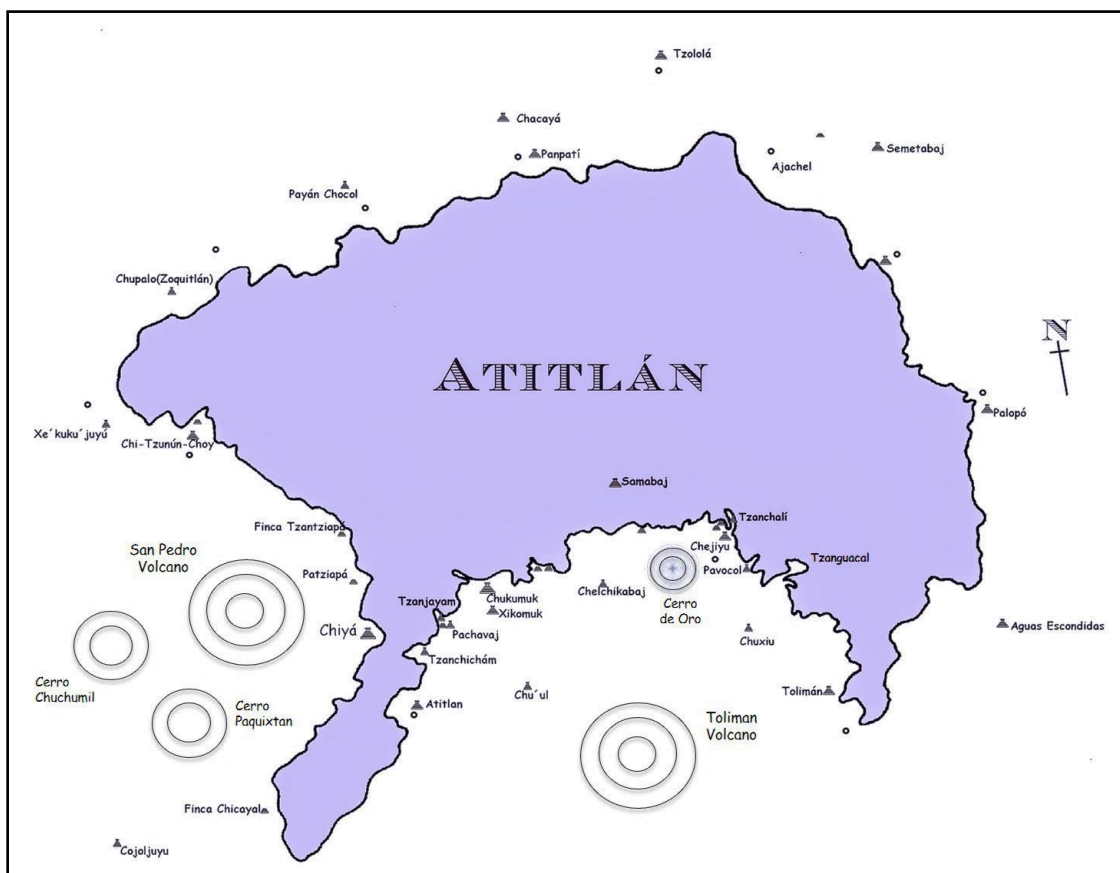 Tzololá
Chacayá
Panpatí
Ajachel
Semetabaj
Payán Chocol
Chupalo(Zoquitlán)
N
ATITLÁN
Palopó
Xe´kuku´juyú
Chi-Tzunún-Choy
Samabaj
Tzanchalí
Finca Tzantziapá
Chejiyu
San Pedro
Volcano
Tzanguacal
Patziapá
Pavocol
Chelchikabaj
Chukumuk
Tzanjayam
Xikomuk
Cerro
de Oro
Chiyá
Pachavaj
Chuxiu
Aguas Escondidas
Tzanchichám
Cerro
Chuchumil
Chu´ul
Tolimán
Cerro
Paquixtan
Atitlan
Toliman
Volcano
Finca Chicayal
Cojoljuyu